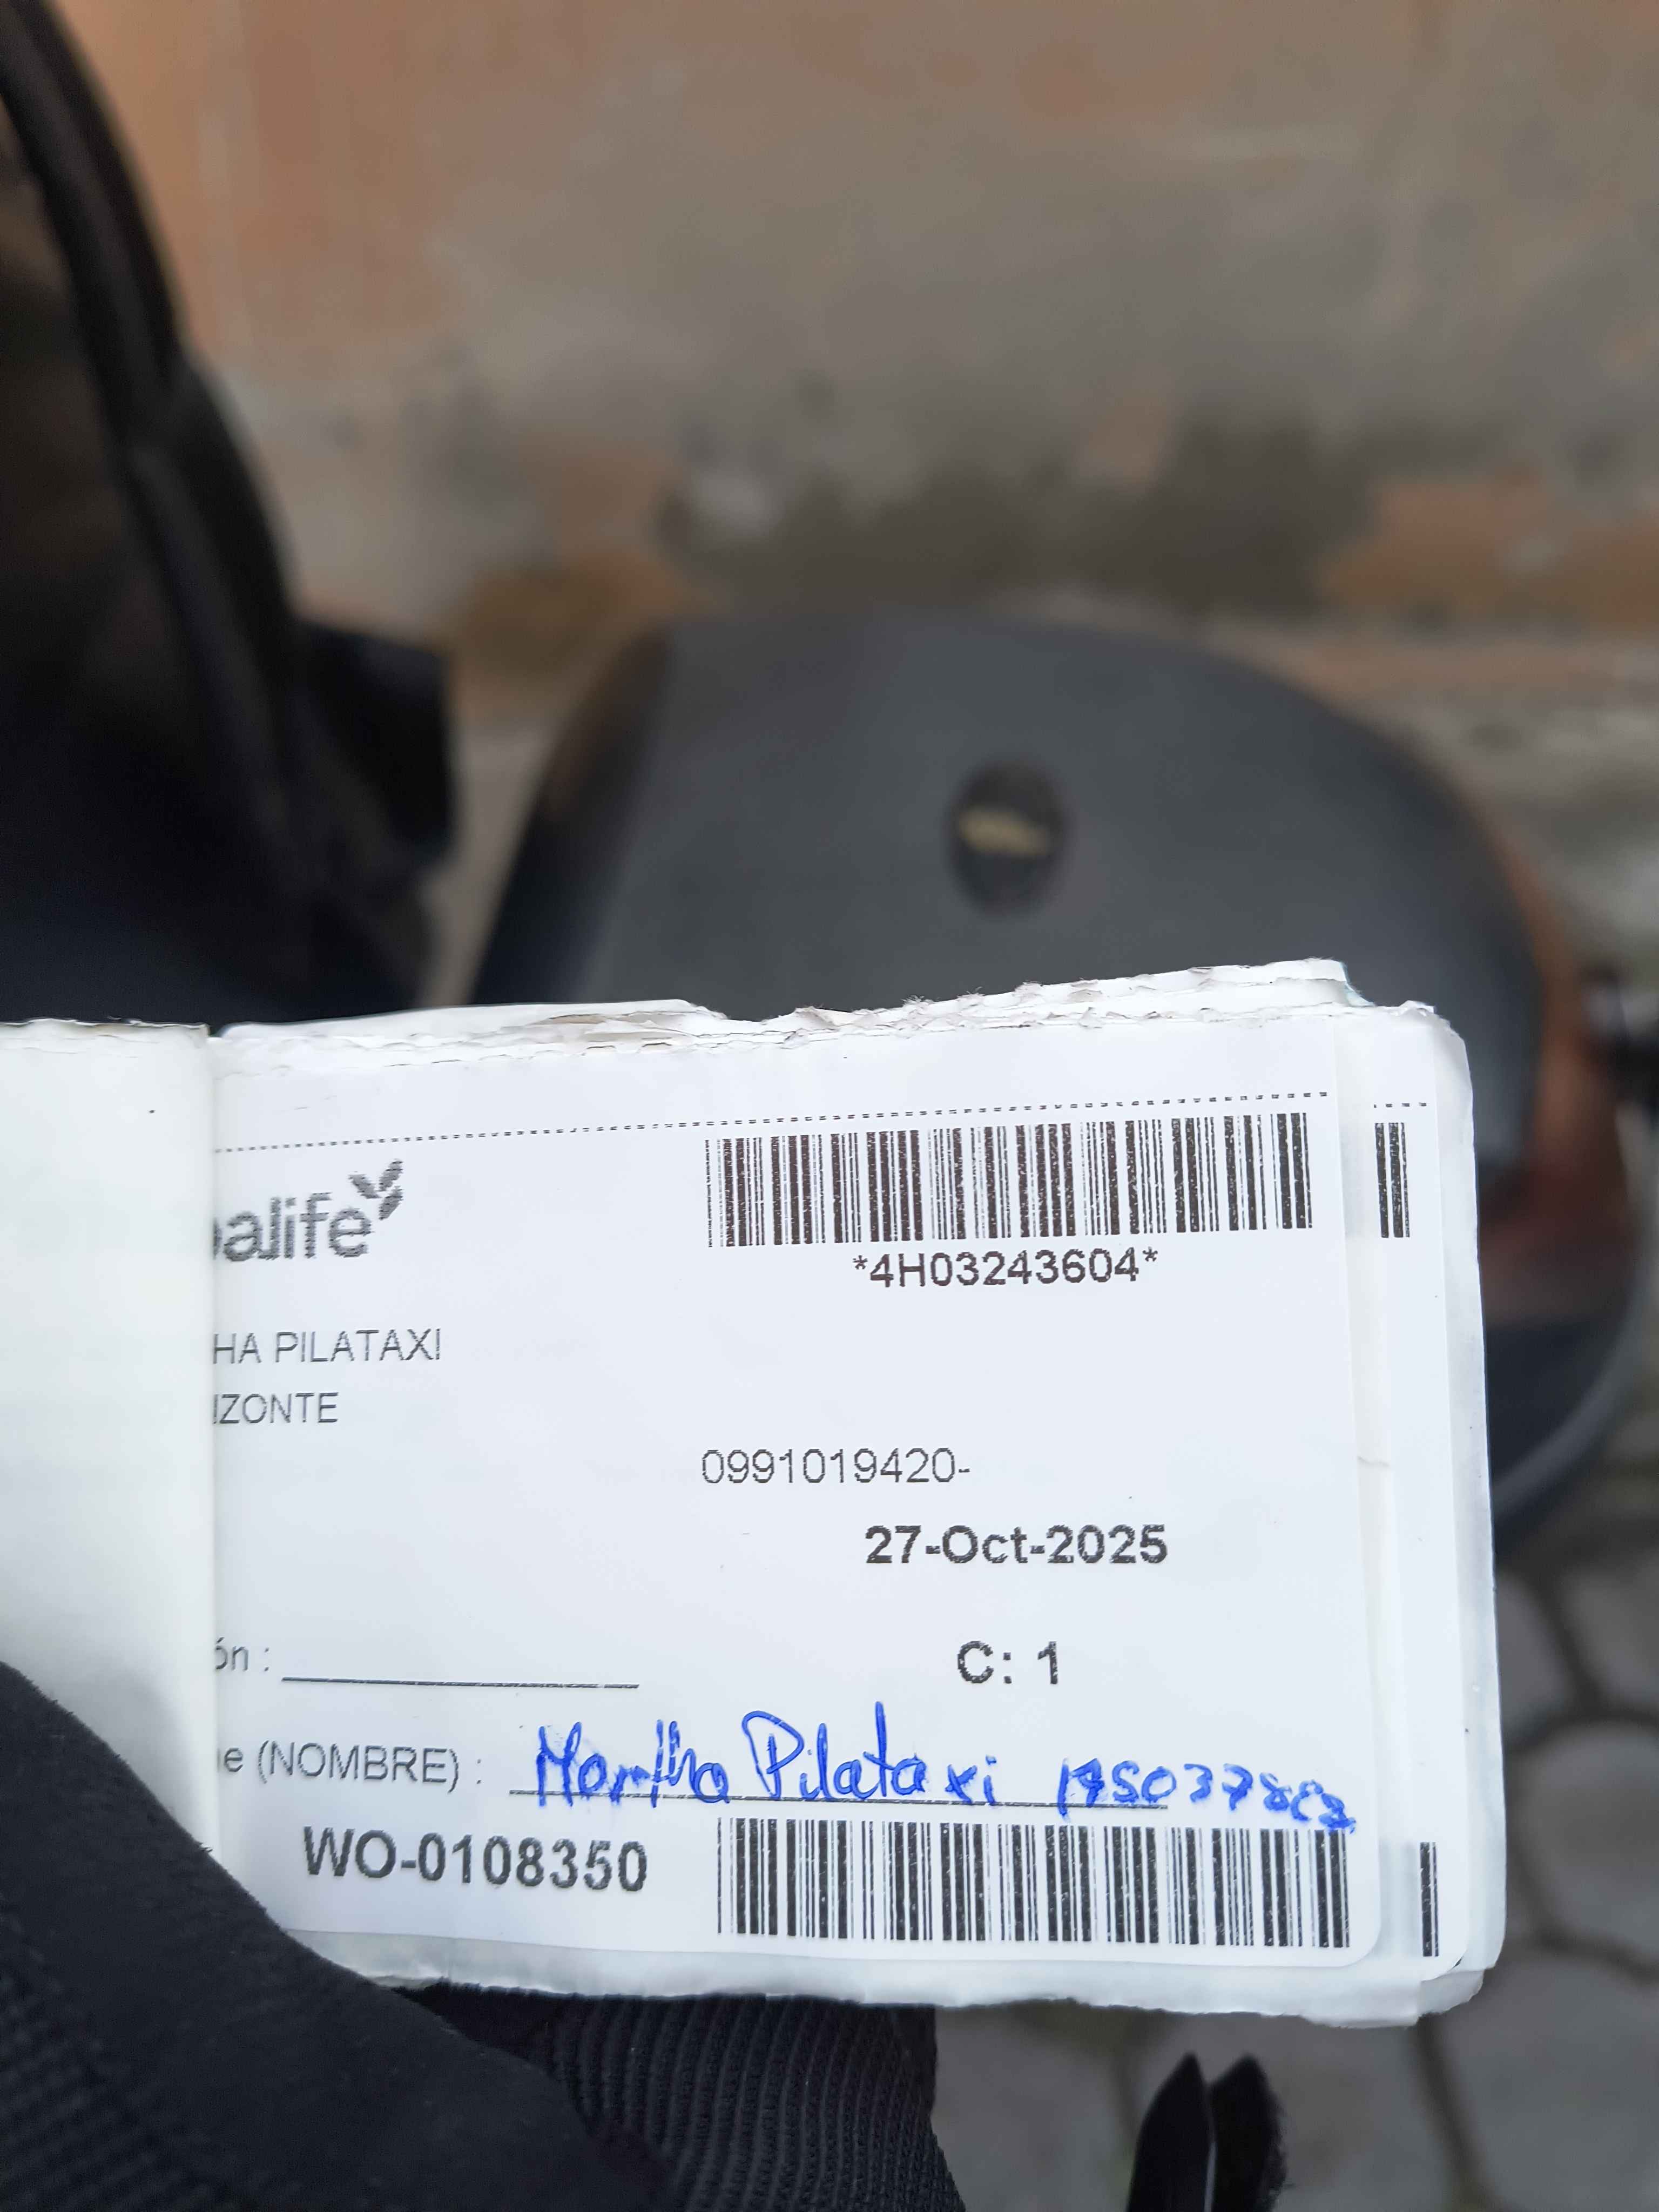 alife
*4H03243604*
HA PILATAXI
IZONTE
0991019420-
27-Oct-2025
ón :
C: 1
e (NOMBRE) : Martha Pilataxi
WO-0108350